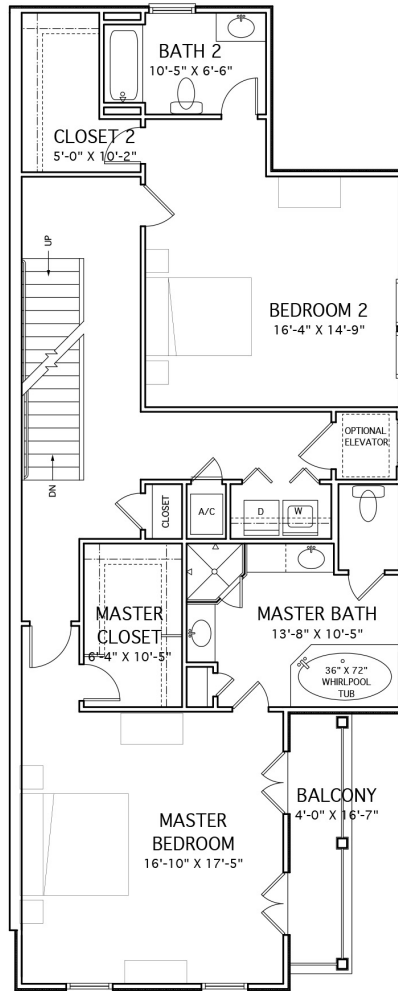 BATH 2
10'-5" X 6'-6"
CLOSET 2
5'-0" X 10'-2"
UP
BEDROOM 2
16'-4" X 14'-9"
OPTIONAL
ELEVATOR
DN
CLOSET
A/C
D
W
MASTER
CLOSET
6'-4" X 10'-5"
MASTER BATH
13'-8" X 10'-5"
36" X 72"
WHIRLPOOL
TUB
MASTER
BEDROOM
16'-10" X 17'-5"
BALCONY
4'-0" X 16'-7"